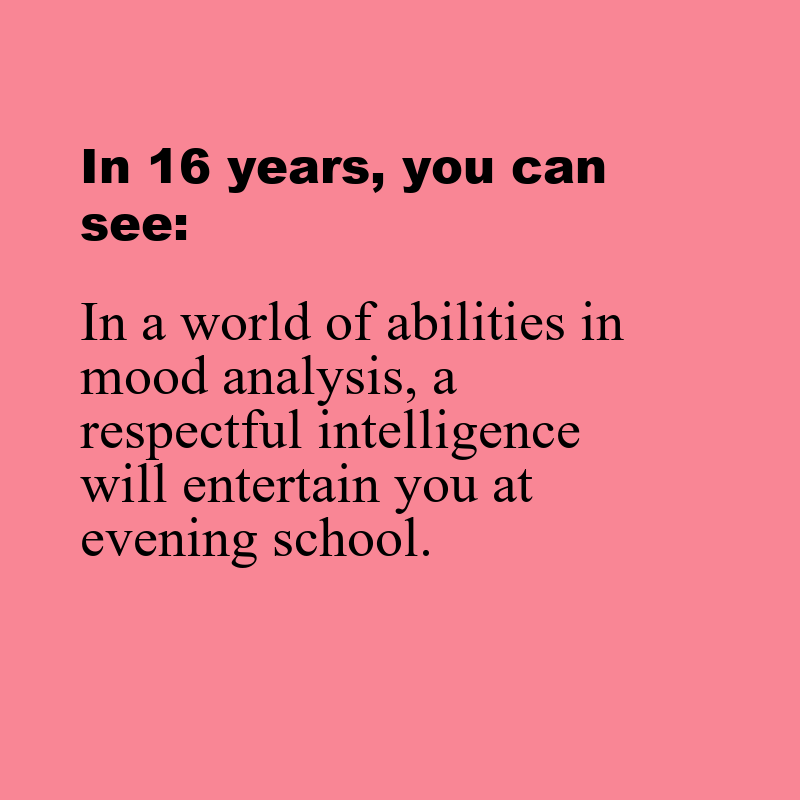 In 16 years, you can
see:
In a world of abilities in
mood analysis, a
respectful intelligence
will entertain you at
evening school.